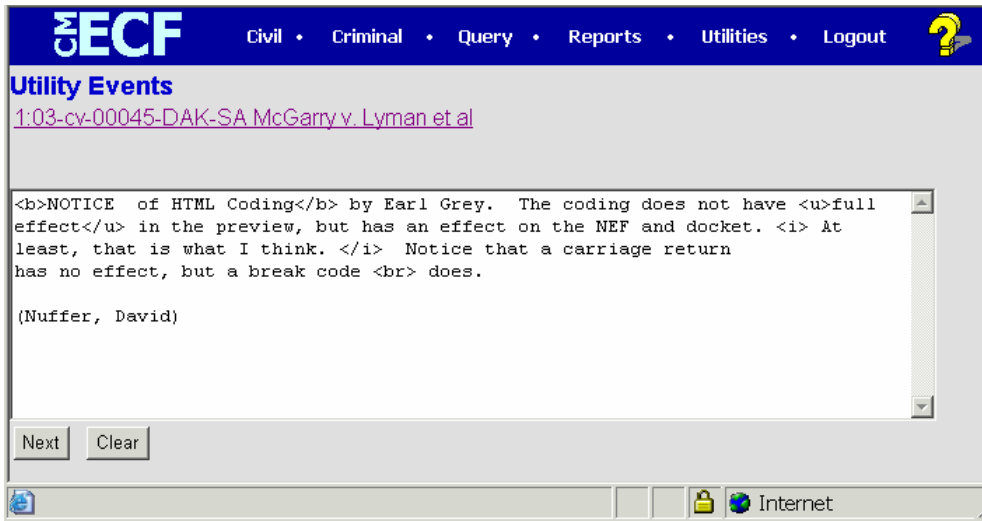 CM ECF Civil • Criminal • Query • Reports • Utilities • Logout ?
Utility Events
1:03-cv-00045-DAK-SA McGarry v. Lyman et al
<b>NOTICE  of HTML Coding</b> by Earl Grey.  The coding does not have <u>full
effect</u> in the preview, but has an effect on the NEF and docket. <i> At
least, that is what I think. </i>  Notice that a carriage return
has no effect, but a break code <br> does.
(Nuffer, David)
Next Clear
Internet